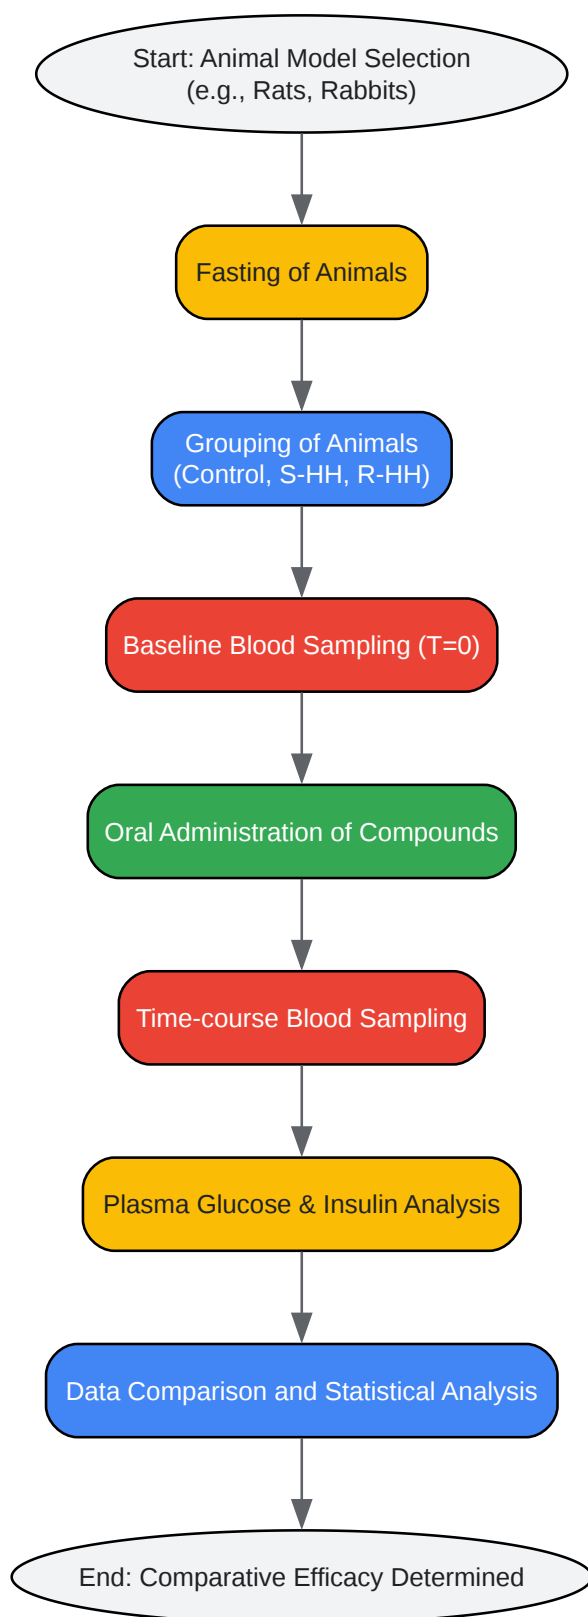 Start: Animal Model Selection
(e.g., Rats, Rabbits)
Fasting of Animals
Grouping of Animals
(Control, S-HH, R-HH)
Baseline Blood Sampling (T=0)
Oral Administration of Compounds
Time-course Blood Sampling
Plasma Glucose & Insulin Analysis
Data Comparison and Statistical Analysis
End: Comparative Efficacy Determined